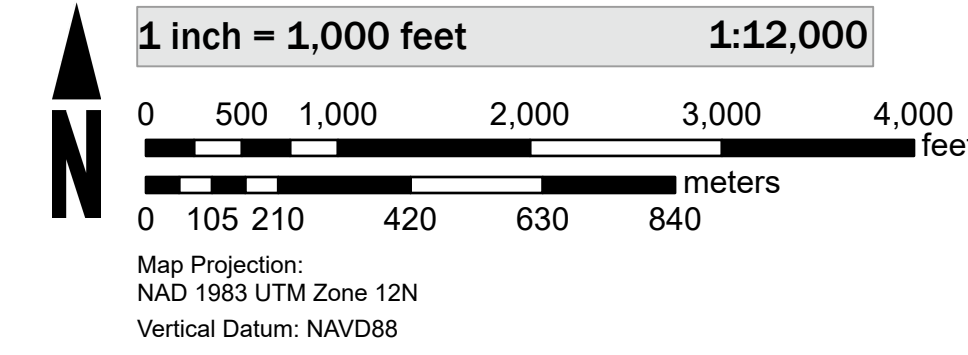 1 inch = 1,000 feet 1:12,000
0 500 1,000 2,000 3,000 4,000
feet
meters
0 105 210 420 630 840
N
Map Projection:
NAD 1983 UTM Zone 12N
Vertical Datum: NAVD88